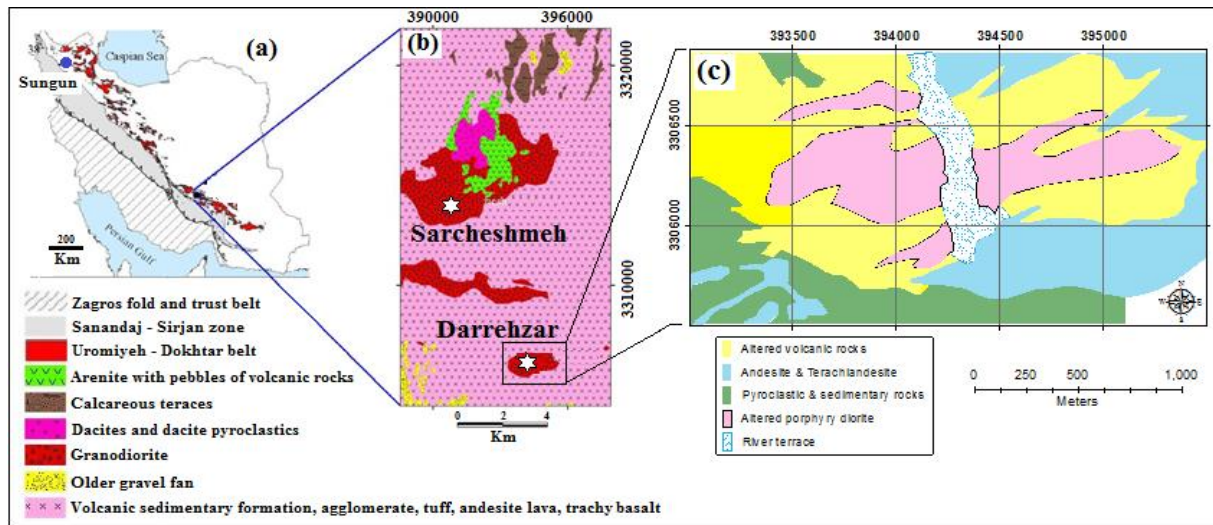 (a)
38°
Caspian Sea
Sungun
Persian Gulf
200
Km
Zagros fold and trust belt
Sanandaj - Sirjan zone
Uromiyeh - Dokhtar belt
Arenite with pebbles of volcanic rocks
Calcareous teraces
Dacites and dacite pyroclastics
Granodiorite
Older gravel fan
Volcanic sedimentary formation, agglomerate, tuff, andesite lava, trachy basalt
390000 396000
(b)
3320000
Sarcheshmeh
3310000
Darrehzar
0 2 4
Km
393500 394000 394500 395000
(c)
3306500
3306000
N
W E
S
Altered volcanic rocks
Andesite & Terachlandesite
Pyroclastic & sedimentary rocks
Altered porphyry diorite
River terrace
0 250 500 1,000
Meters